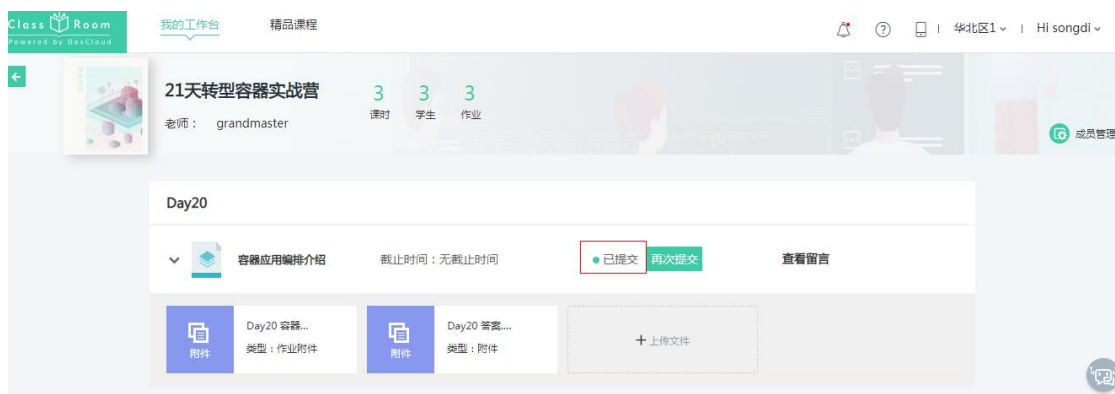 Class Room
Powered by DevCloud
我的工作台
精品课程
华北区1
Hi songdi
21天转型容器实战营
老师： grandmaster
3 3 3
课时 学生 作业
成员管理
Day20
容器应用编排介绍
截止时间：无截止时间
已提交
再次提交
查看留言
附件
Day20 容器...
类型：作业附件
附件
Day20 答案....
类型：附件
+上传文件